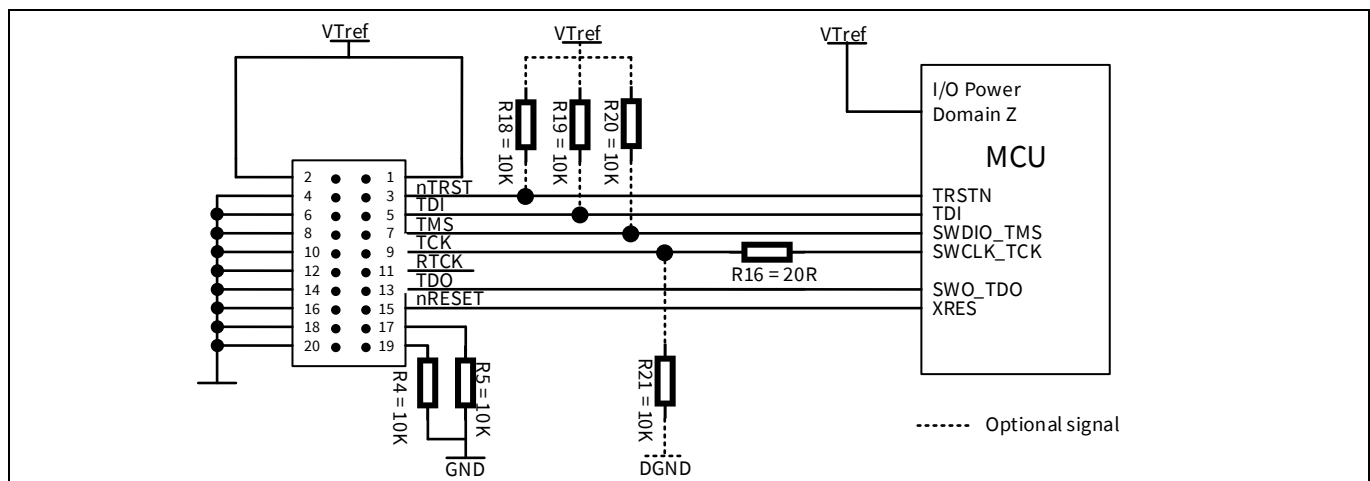 VTref
VTref
VTref
I/O Power
Domain Z
MCU
R18 = 10K
R19 = 10K
R20 = 10K
2 1
4 3 nTRST TRSTN
6 5 TDI TDI
8 7 TMS SWDIO_TMS
10 9 TCK SWCLK_TCK
12 11 RTCK
R16 = 20R
14 13 TDO SWO_TDO
16 15 nRESET XRES
18 17
20 19
R4 = 10K
R5 = 10K
R21 = 10K
Optional signal
GND
DGND